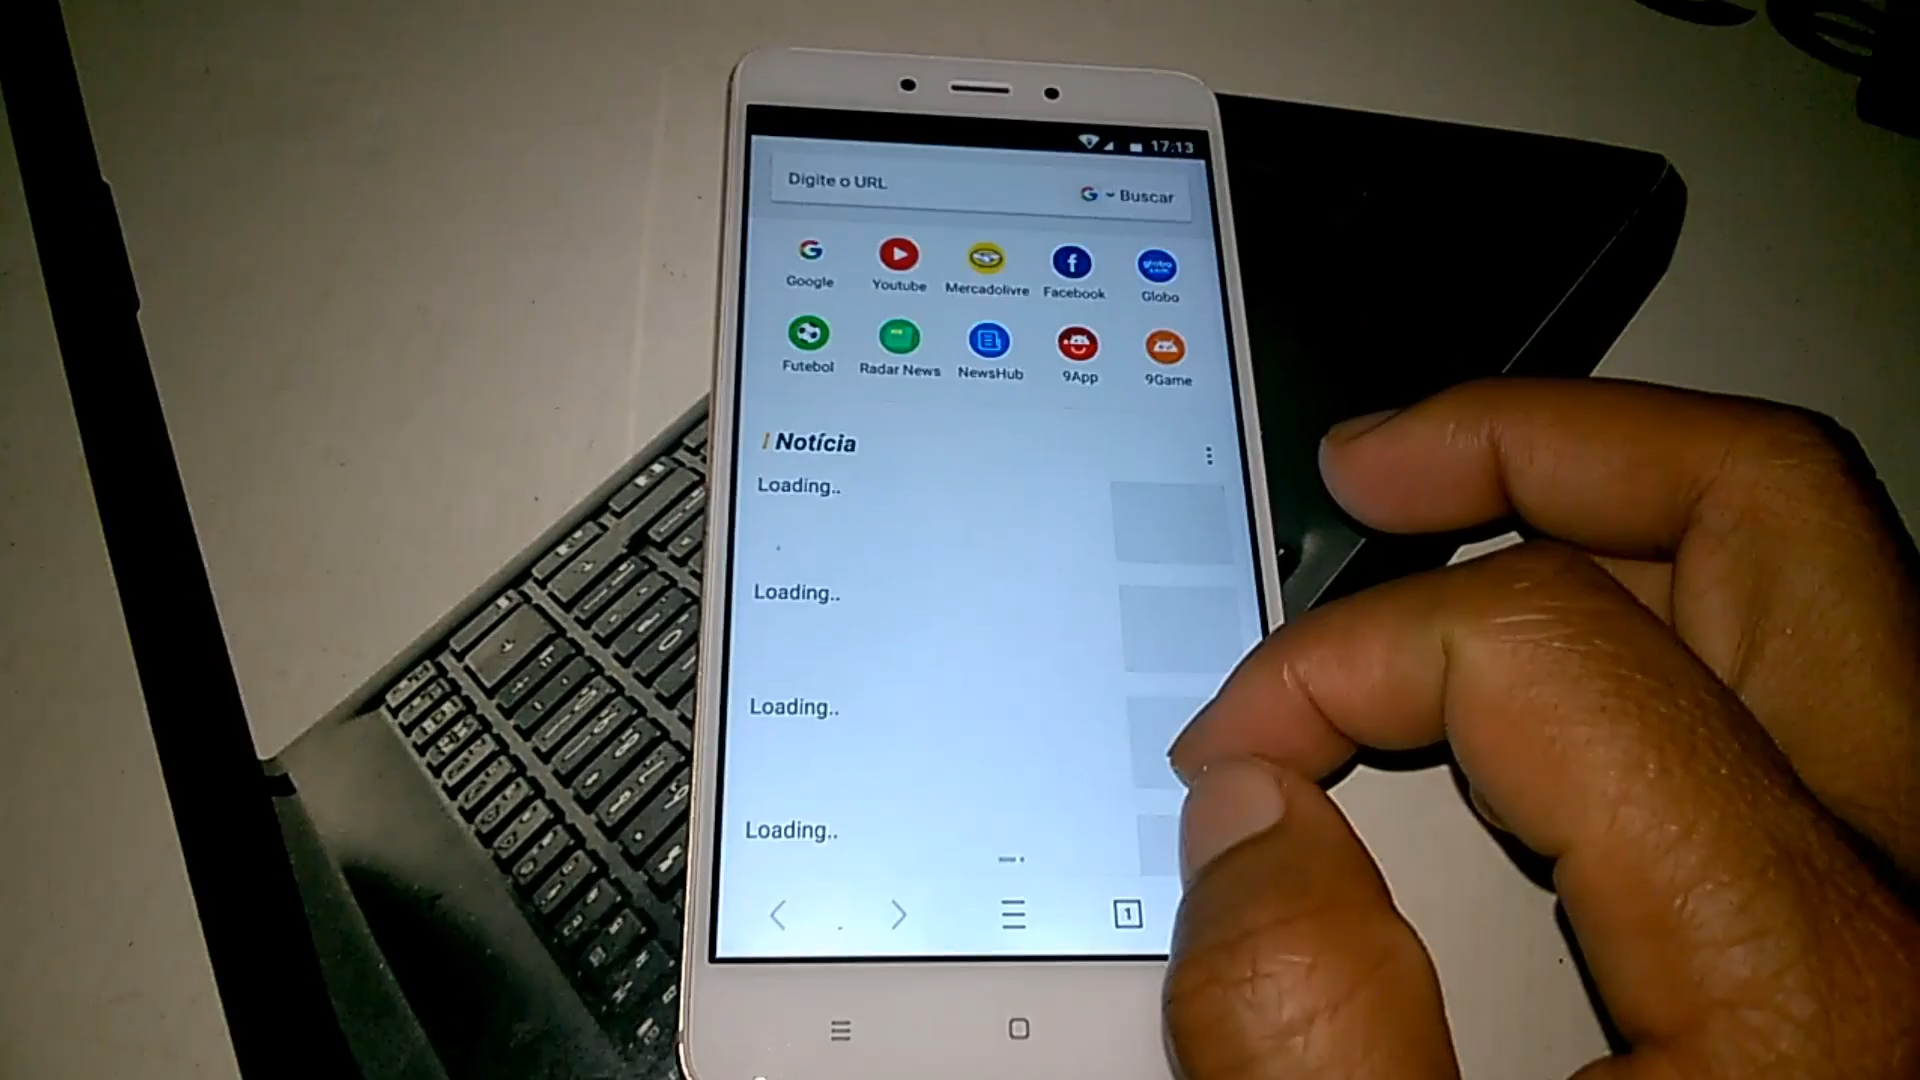 17:13
Digite o URL
Buscar
Google
Youtube
Mercadolivre
Facebook
globo
Globo
Futebol
Radar News
NewsHub
9App
9Game
Notícia
Loading..
Loading..
Loading..
Loading..
1